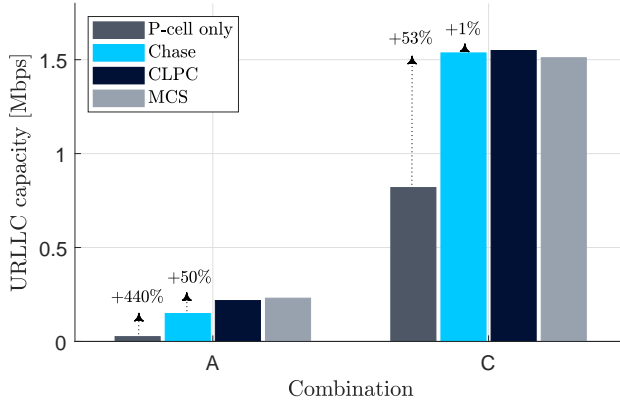 P-cell only
Chase
CLPC
MCS
+53%
+1%
+440%
+50%
URLLC capacity [Mbps]
1.5
1
0.5
0
A
C
Combination